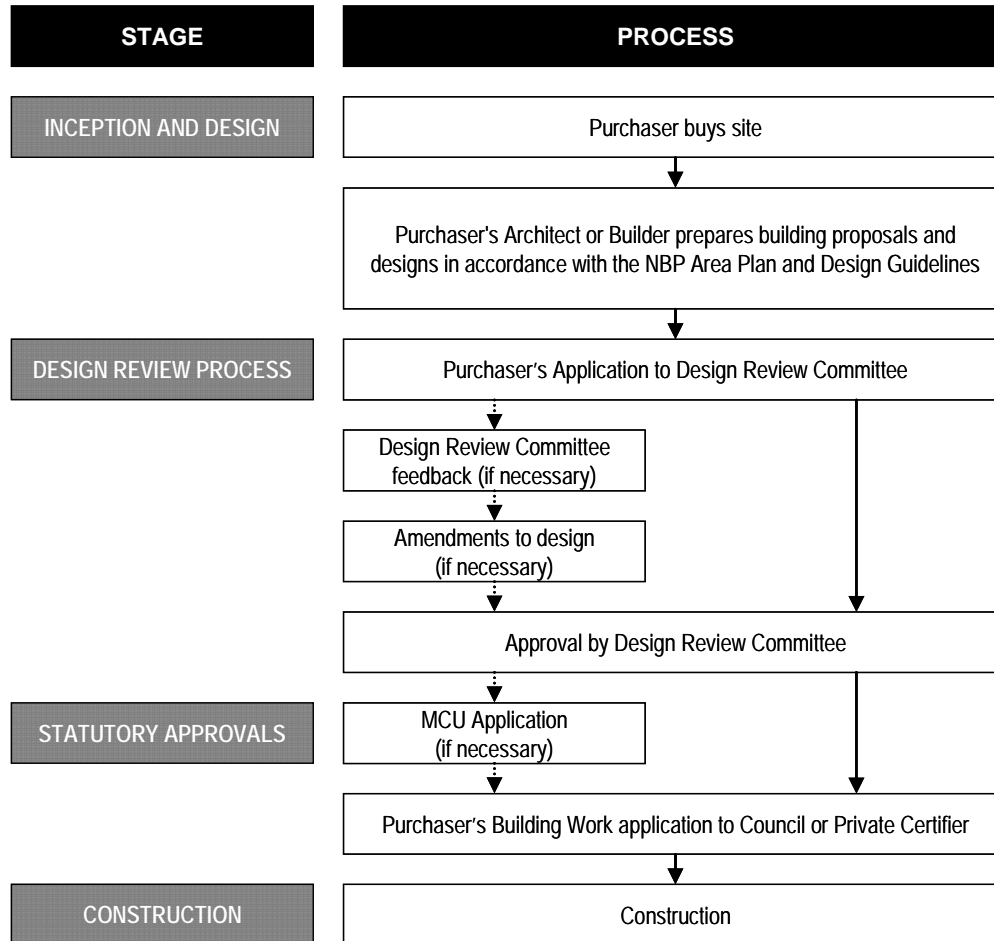 STAGE
PROCESS
INCEPTION AND DESIGN
Purchaser buys site
Purchaser's Architect or Builder prepares building proposals and
designs in accordance with the NBP Area Plan and Design Guidelines
DESIGN REVIEW PROCESS
Purchaser's Application to Design Review Committee
Design Review Committee
feedback (if necessary)
Amendments to design
(if necessary)
Approval by Design Review Committee
STATUTORY APPROVALS
MCU Application
(if necessary)
Purchaser's Building Work application to Council or Private Certifier
CONSTRUCTION
Construction